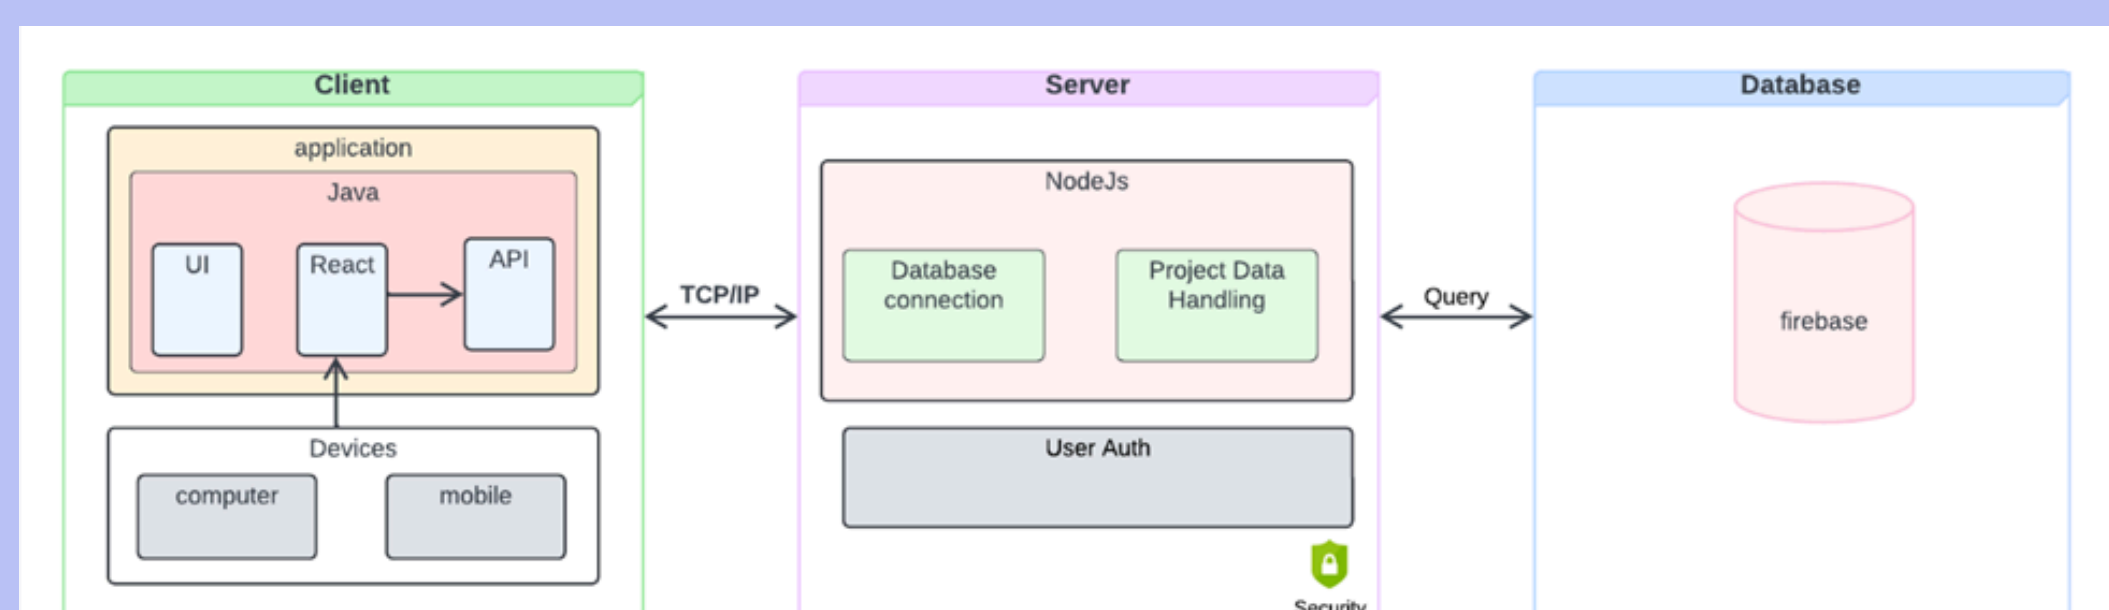 Client
application
Java
UI
React
API
Devices
computer
mobile
TCP/IP
Server
NodeJs
Database
connection
Project Data
Handling
User Auth
Security
Query
Database
firebase